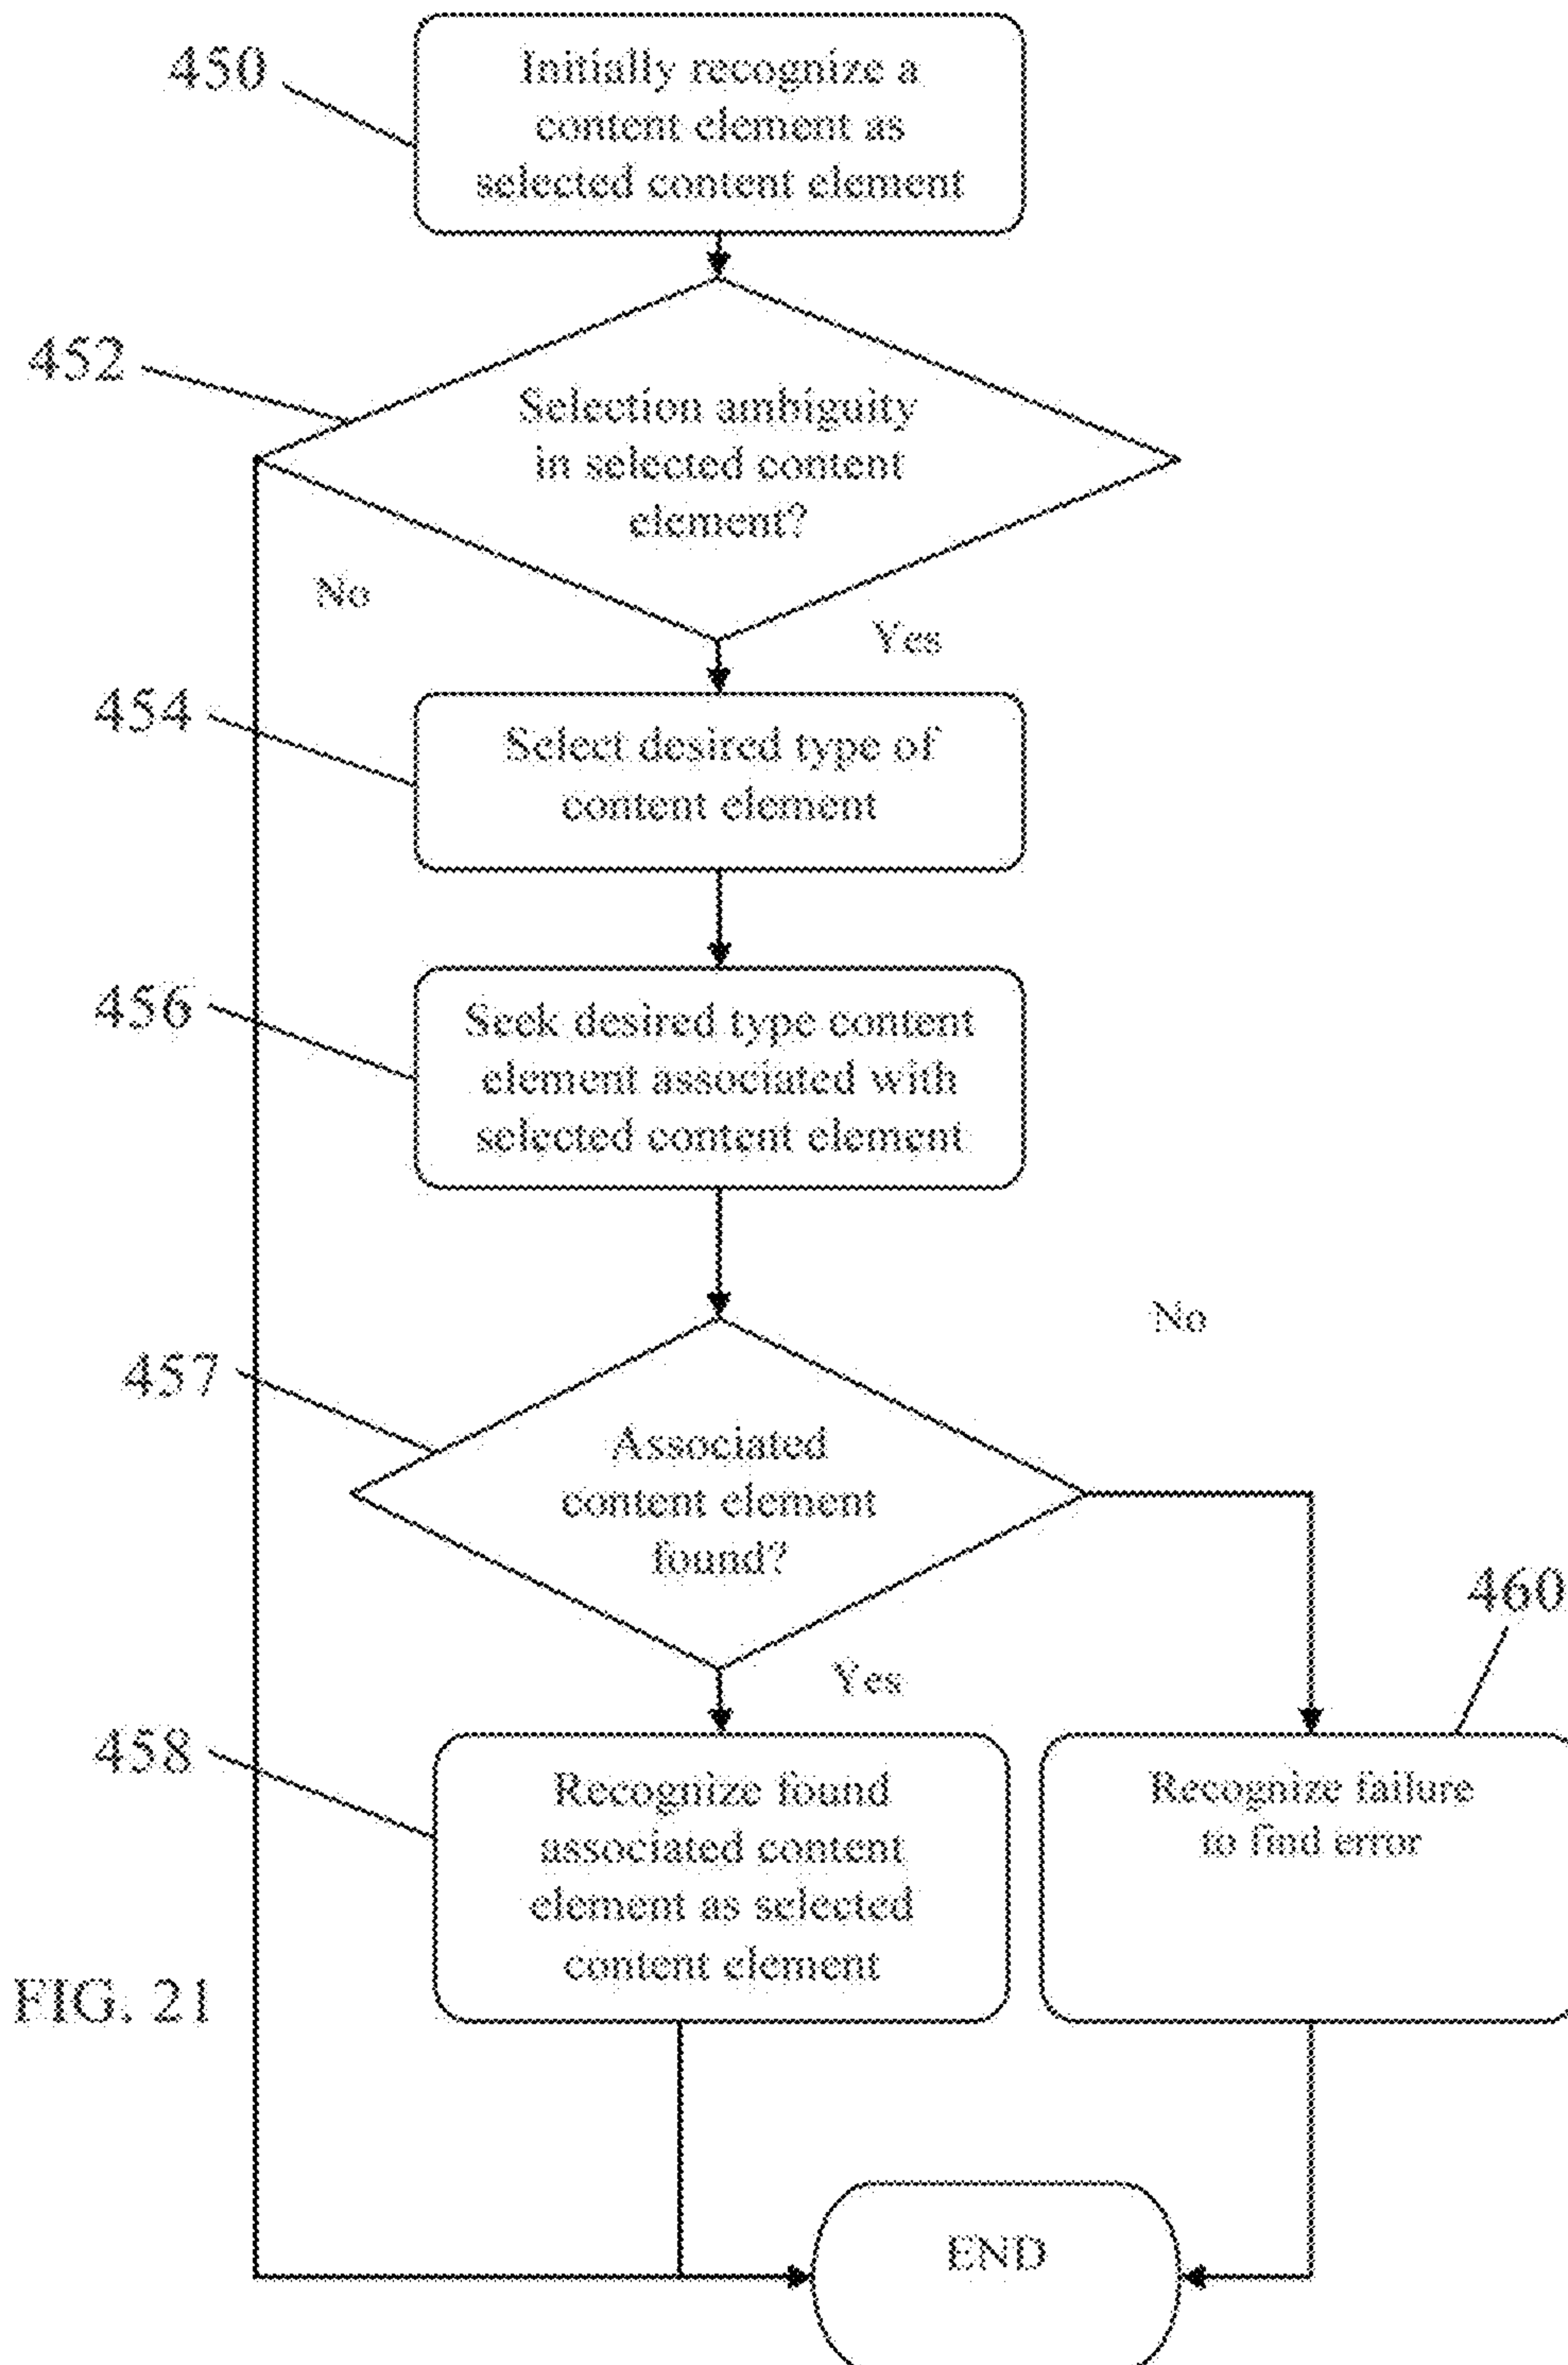 450
Initially recognize a
content element as
selected content element
452
Selection ambiguity
in selected content
element?
No
Yes
454
Select desired type of
content element
456
Seek desired type content
element associated with
selected content element
No
457
Associated
content element
found?
460
Yes
458
Recognize found
associated content
element as selected
content element
Recognize failure
to find error
FIG. 21
END